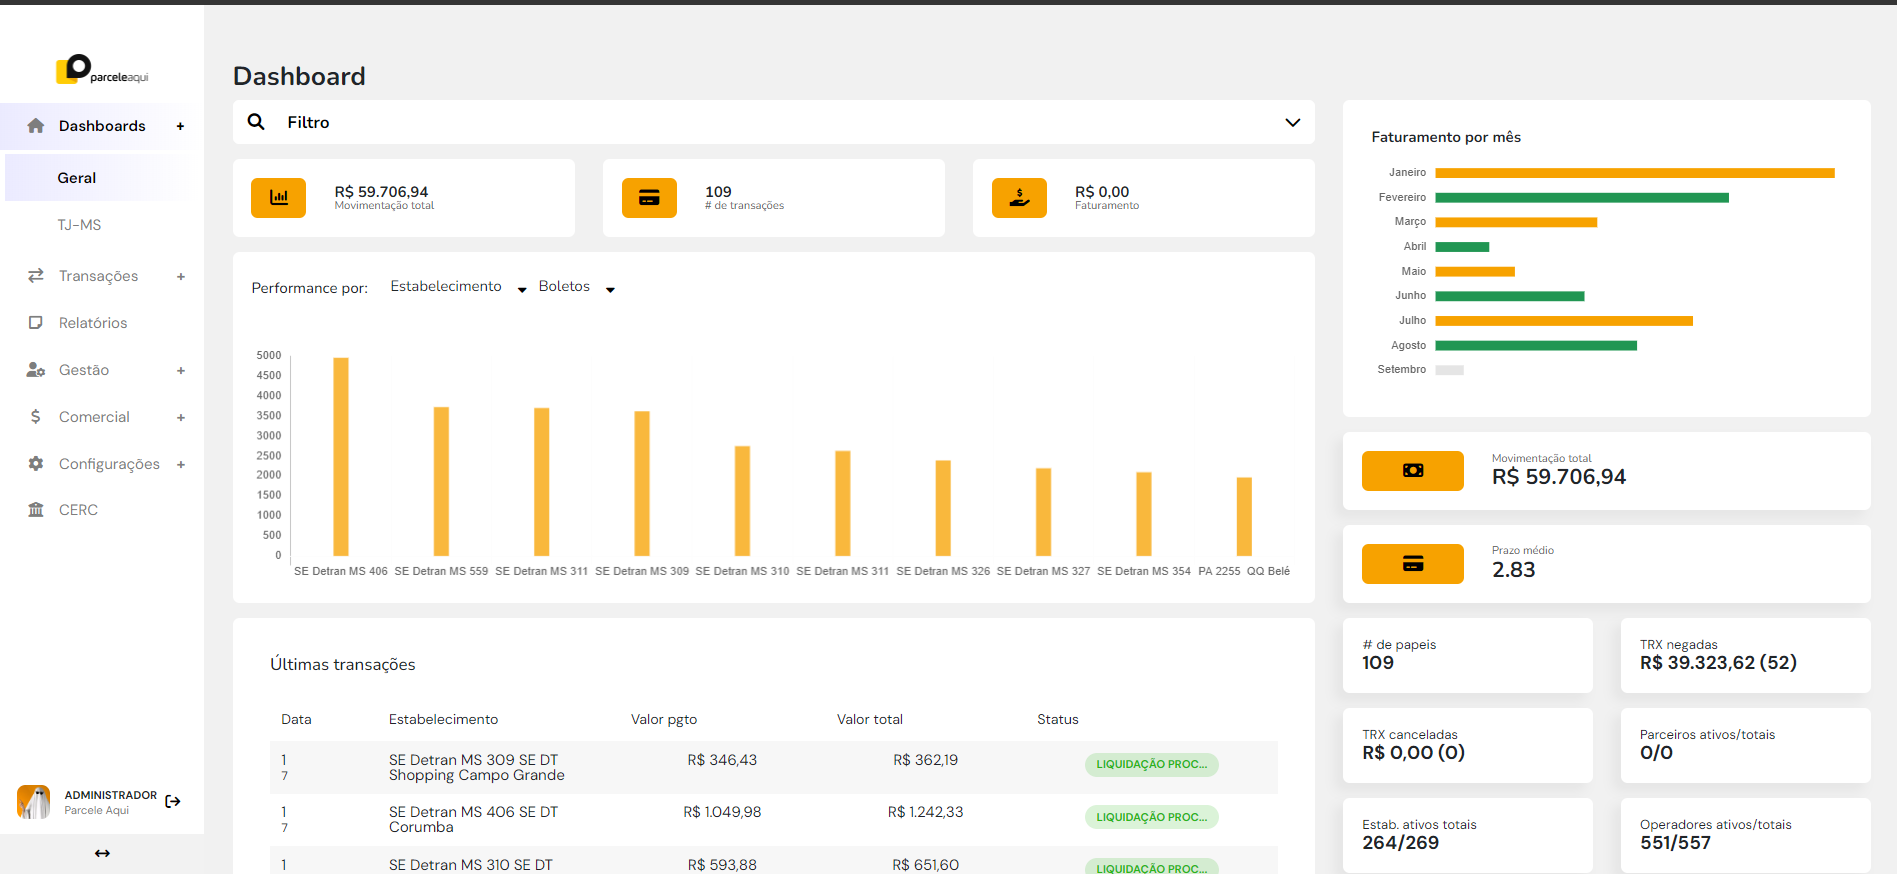 parceleaqui
Dashboards +
Geral
TJ-MS
Transações +
Relatórios
Gestão +
Comercial +
Configurações +
CERC
ADMINISTRADOR
Parcele Aqui
Dashboard
Filtro
R$ 59.706,94
Movimentação total
109
# de transações
R$ 0,00
Faturamento
Performance por: Estabelecimento Boletos
5000
4500
4000
3500
3000
2500
2000
1500
1000
500
0
SE Detran MS 406 SE Detran MS 559 SE Detran MS 311 SE Detran MS 309 SE Detran MS 310 SE Detran MS 311 SE Detran MS 326 SE Detran MS 327 SE Detran MS 354 PA 2255 QQ Belé
Últimas transações
Data Estabelecimento Valor pgto Valor total Status
1 SE Detran MS 309 SE DT R$ 346,43 R$ 362,19 LIQUIDAÇÃO PROC...
7 Shopping Campo Grande
1 SE Detran MS 406 SE DT R$ 1.049,98 R$ 1.242,33 LIQUIDAÇÃO PROC...
7 Corumba
1 SE Detran MS 310 SE DT R$ 593,88 R$ 651,60 LIQUIDAÇÃO PROC...
Faturamento por mês
Janeiro
Fevereiro
Março
Abril
Maio
Junho
Julho
Agosto
Setembro
Movimentação total
R$ 59.706,94
Prazo médio
2.83
# de papeis
109
TRX negadas
R$ 39.323,62 (52)
TRX canceladas
R$ 0,00 (0)
Parceiros ativos/totais
0/0
Estab. ativos totais
264/269
Operadores ativos/totais
551/557